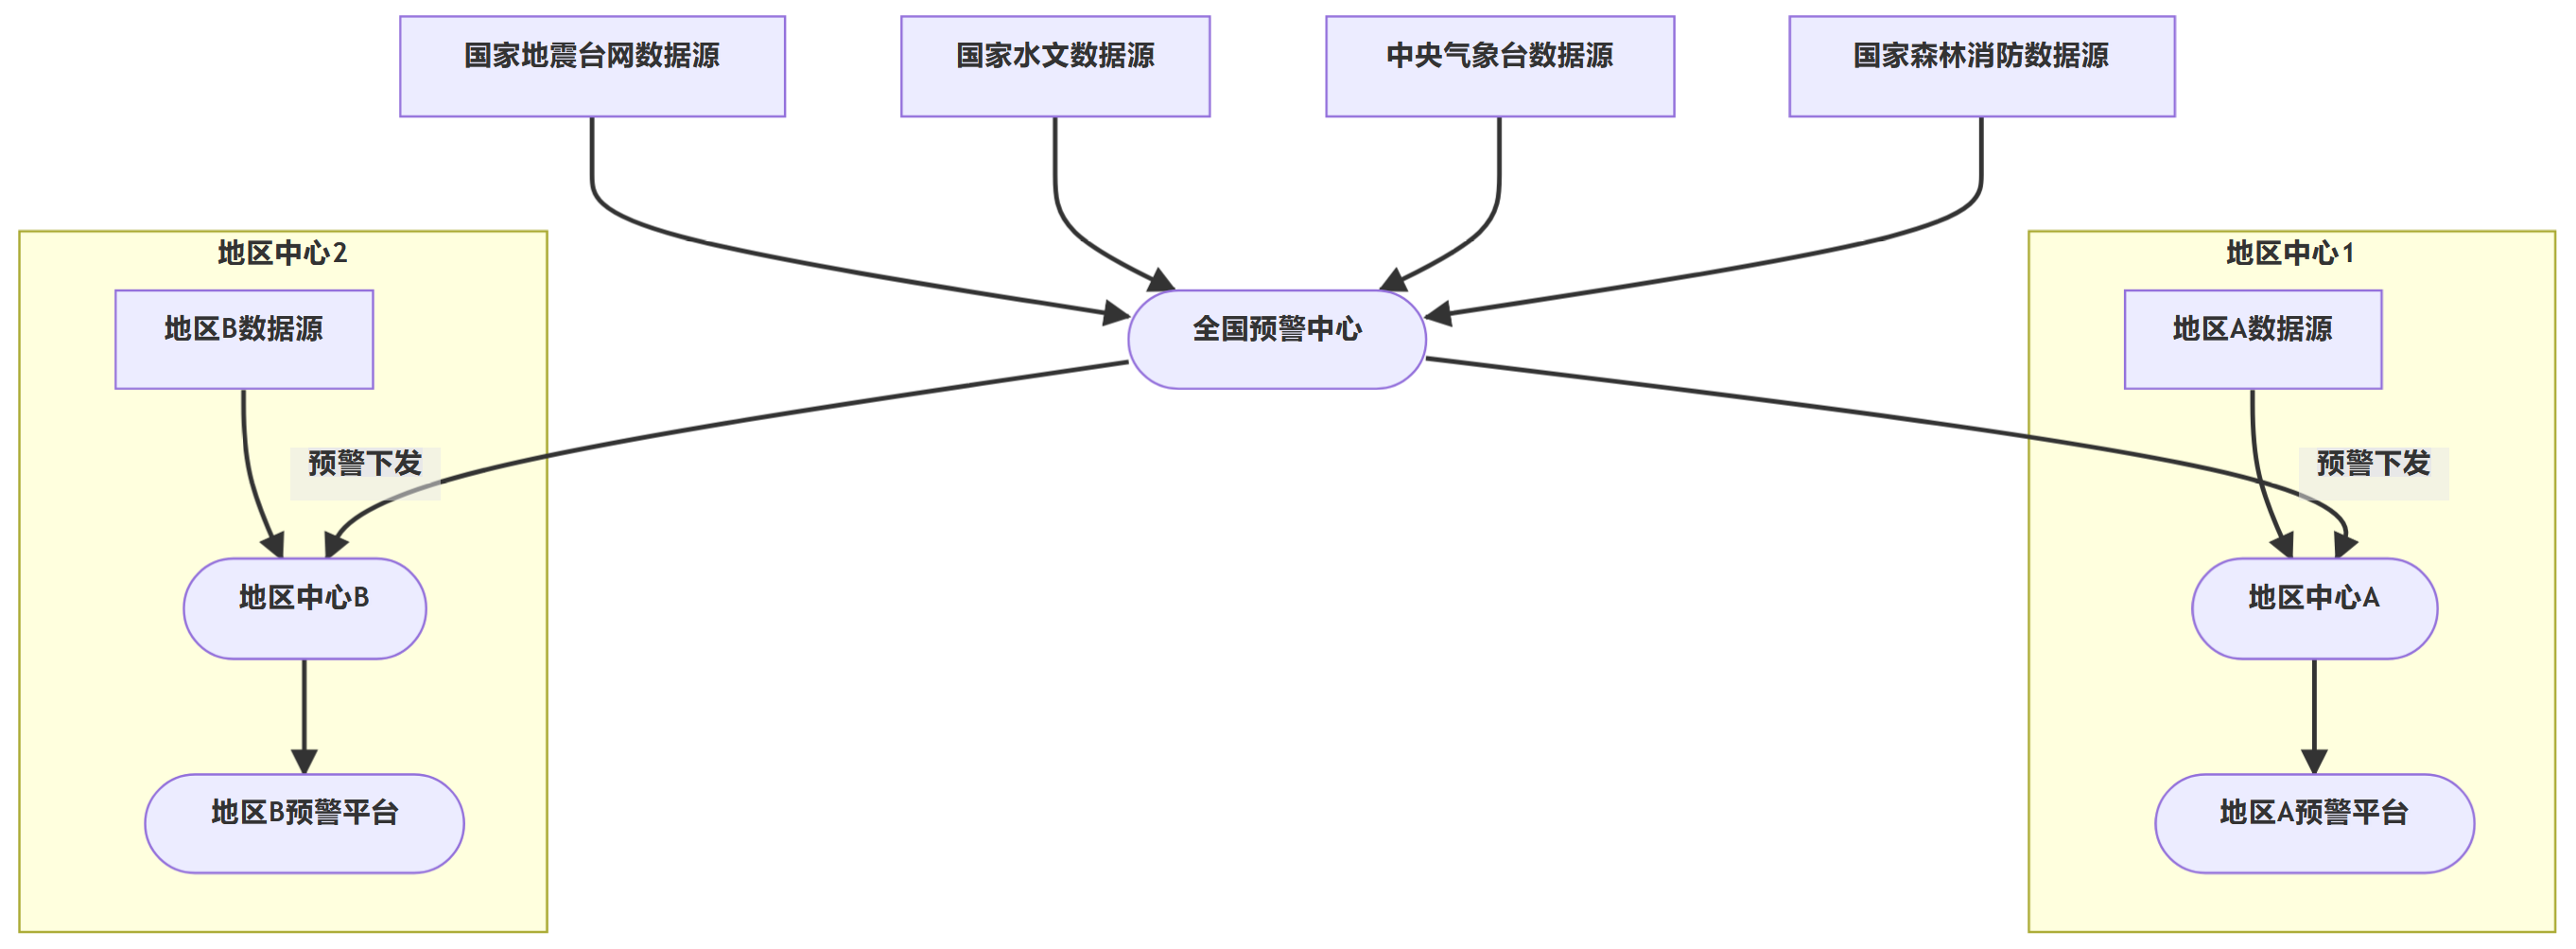 国家地震台网数据源
国家水文数据源
中央气象台数据源
国家森林消防数据源
地区中心2
地区中心1
地区B数据源
全国预警中心
地区A数据源
预警下发
预警下发
地区中心B
地区中心A
地区B预警平台
地区A预警平台